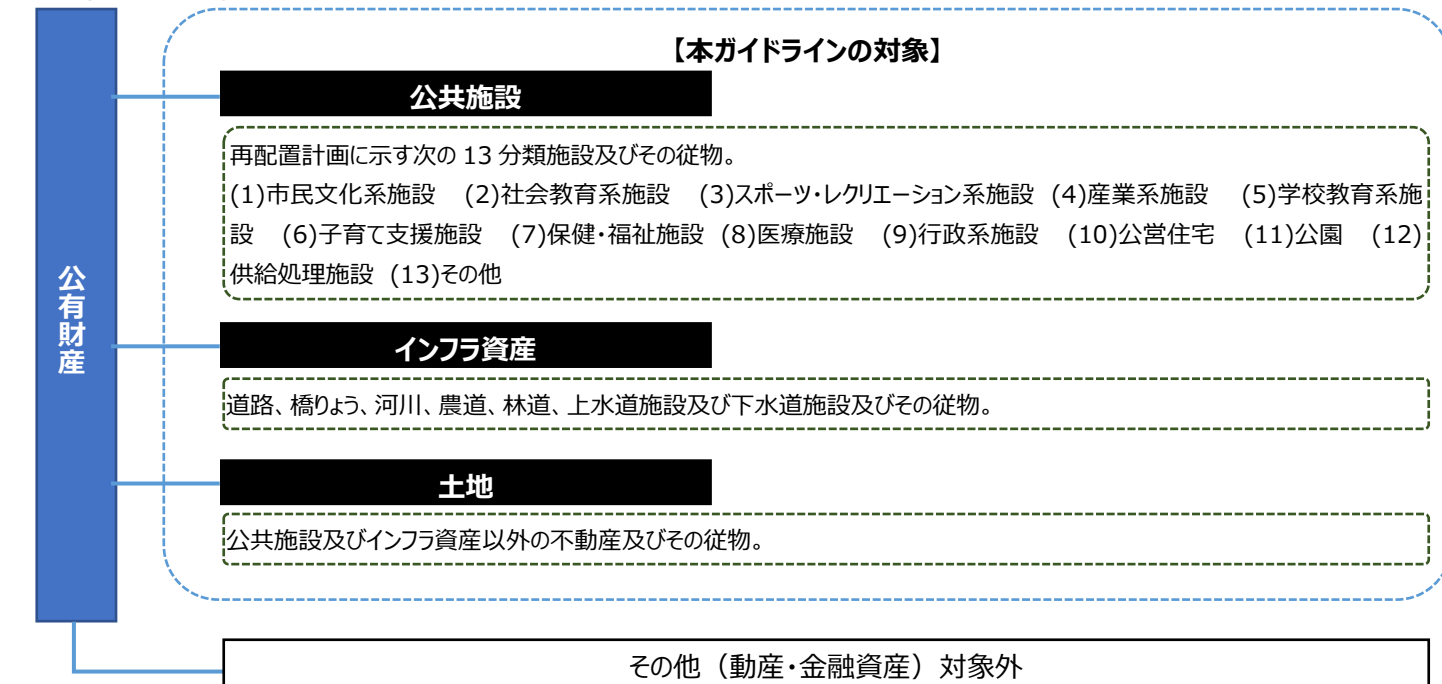 公有財産
【本ガイドラインの対象】
公共施設
再配置計画に示す次の 13 分類施設及びその従物。
(1)市民文化系施設 (2)社会教育系施設 (3)スポーツ・レクリエーション系施設 (4)産業系施設 (5)学校教育系施
設 (6)子育て支援施設 (7)保健・福祉施設 (8)医療施設 (9)行政系施設 (10)公営住宅 (11)公園 (12)
供給処理施設 (13)その他
インフラ資産
道路、橋りょう、河川、農道、林道、上水道施設及び下水道施設及びその従物。
土地
公共施設及びインフラ資産以外の不動産及びその従物。
その他（動産・金融資産）対象外